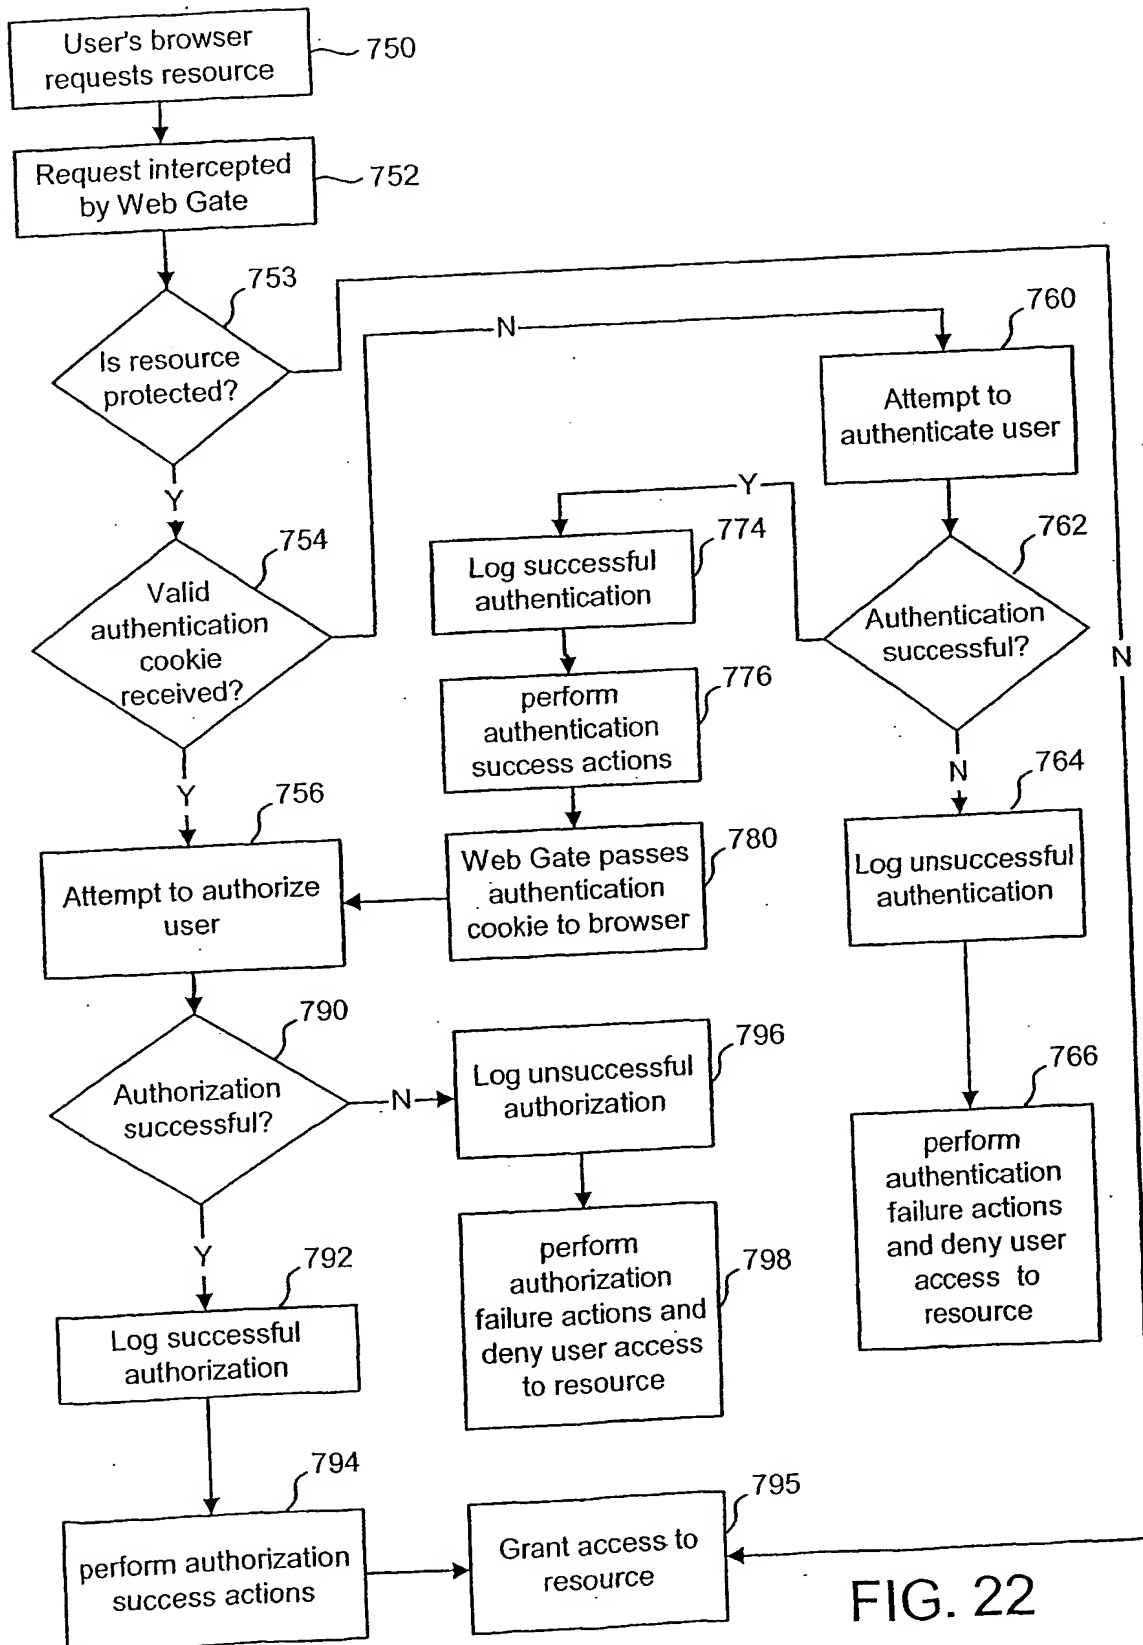 User's browser
requests resource
750
Request intercepted
by Web Gate
752
753
Is resource
protected?
N
760
Attempt to
authenticate user
Y
Y
754
Valid
authentication
cookie
received?
774
Log successful
authentication
762
Authentication
successful?
N
776
perform
authentication
success actions
N
764
Log unsuccessful
authentication
Y
756
Attempt to authorize
user
780
Web Gate passes
authentication
cookie to browser
790
Authorization
successful?
N
796
Log unsuccessful
authorization
766
perform
authentication
failure actions
and deny user
access to
resource
Y
792
Log successful
authorization
798
perform
authorization
failure actions and
deny user access
to resource
794
perform authorization
success actions
795
Grant access to
resource
FIG. 22